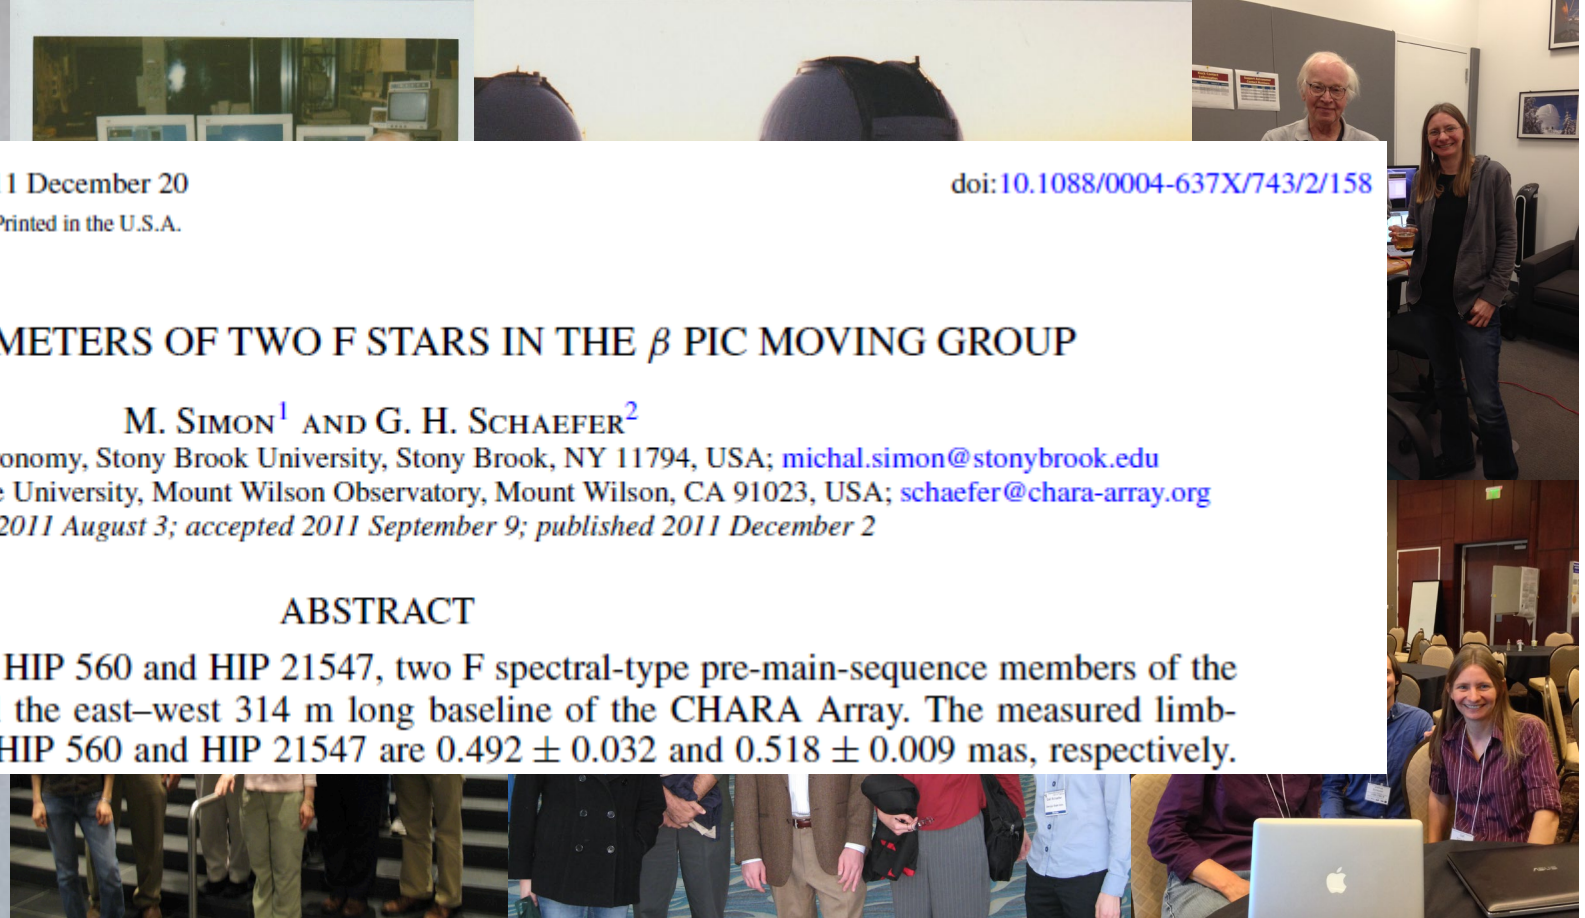 1 December 20
doi:10.1088/0004-637X/743/2/158
Printed in the U.S.A.
METERS OF TWO F STARS IN THE β PIC MOVING GROUP
M. SIMON1 AND G. H. SCHAEFER2
onomy, Stony Brook University, Stony Brook, NY 11794, USA; michal.simon@stonybrook.edu
e University, Mount Wilson Observatory, Mount Wilson, CA 91023, USA; schaefer@chara-array.org
2011 August 3; accepted 2011 September 9; published 2011 December 2
ABSTRACT
HIP 560 and HIP 21547, two F spectral-type pre-main-sequence members of the
the east–west 314 m long baseline of the CHARA Array. The measured limb-
HIP 560 and HIP 21547 are 0.492 ± 0.032 and 0.518 ± 0.009 mas, respectively.